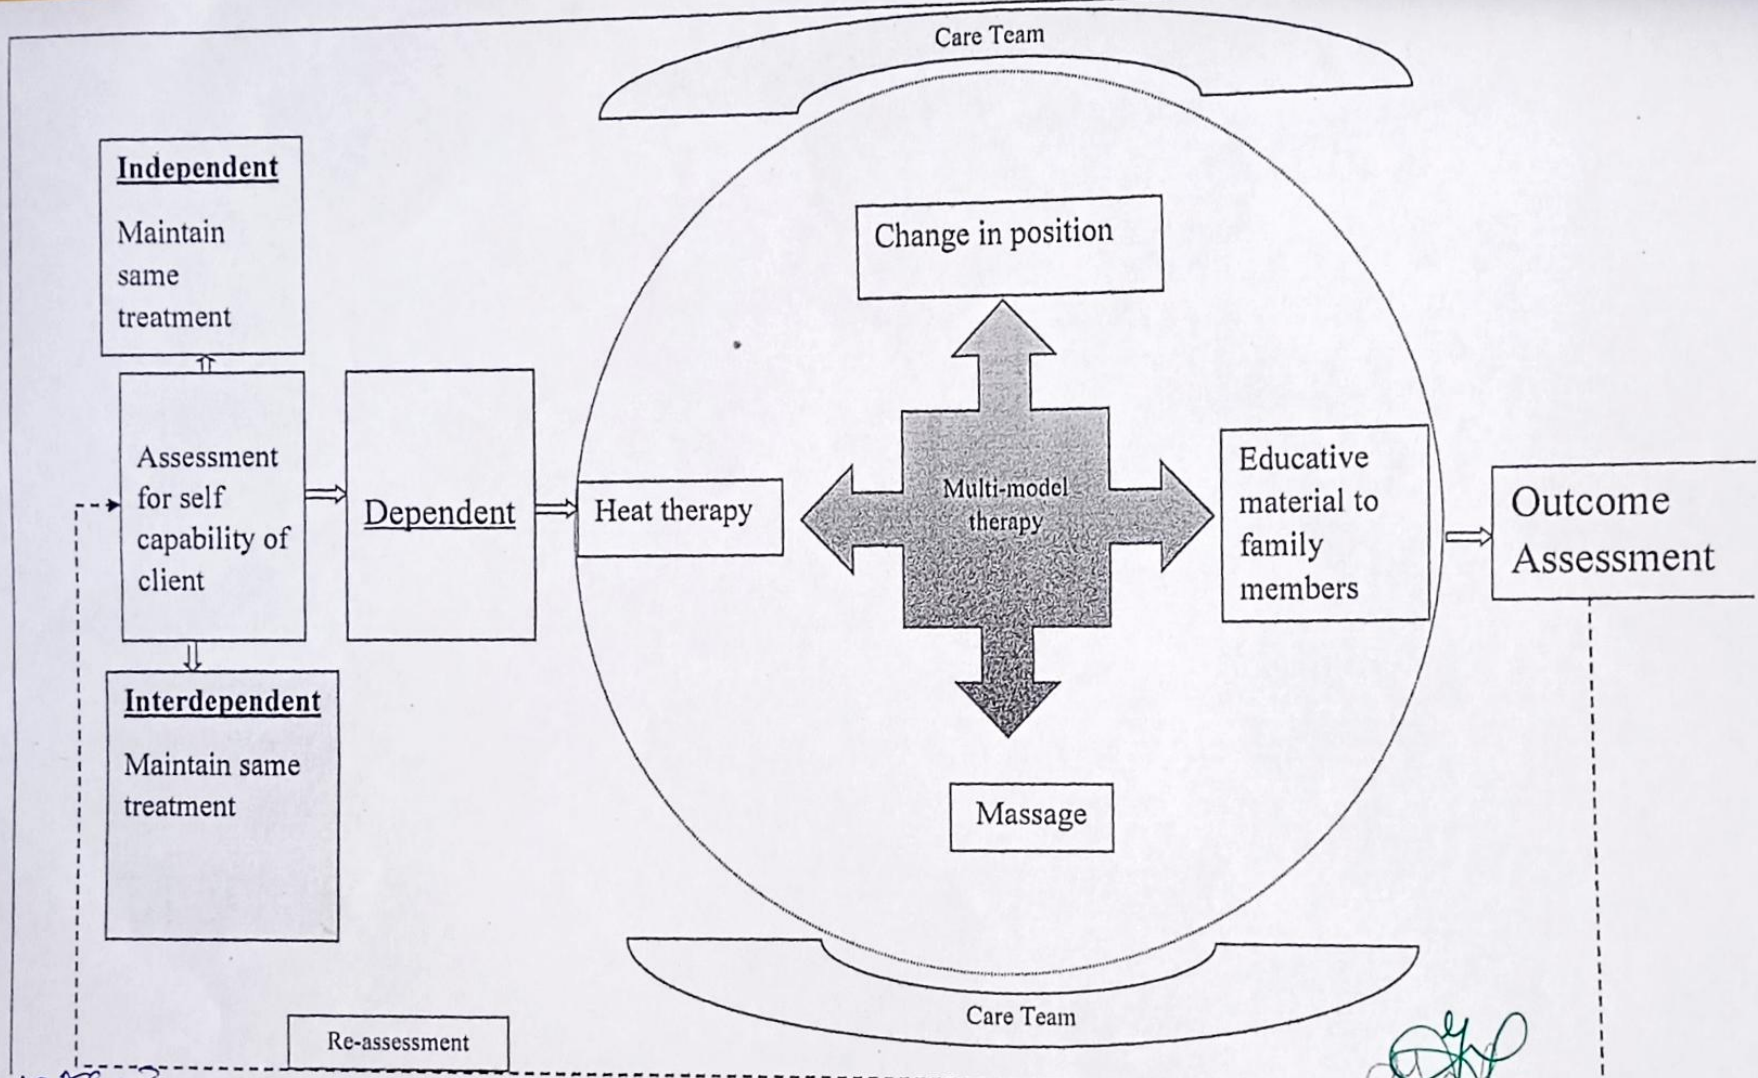 Care Team
Independent
Maintain
same
treatment
Change in position
Assessment
for self
capability of
client
Dependent
Heat therapy
Multi-model
therapy
Educative
material to
family
members
Outcome
Assessment
Interdependent
Maintain same
treatment
Massage
Care Team
Re-assessment